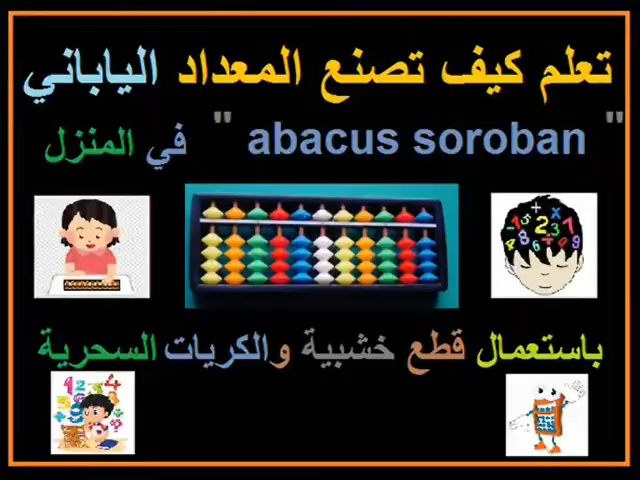 تعلم كيف تصنع المعداد الياباني
" abacus soroban " في المنزل
باستعمال قطع خشبية والكريات السحرية